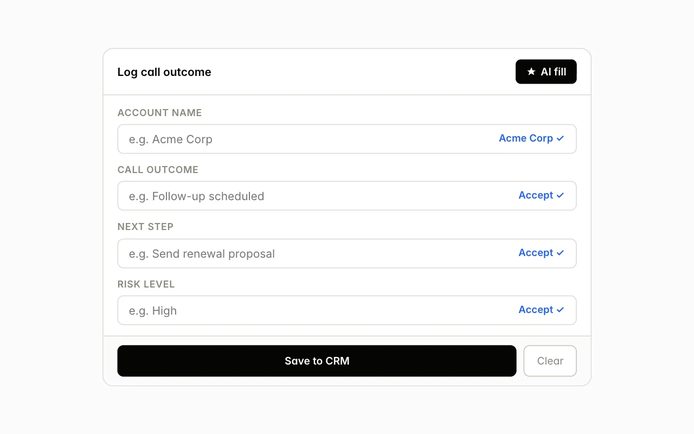 Log call outcome
★ AI fill
ACCOUNT NAME
e.g. Acme Corp
Acme Corp ✓
CALL OUTCOME
e.g. Follow-up scheduled
Accept ✓
NEXT STEP
e.g. Send renewal proposal
Accept ✓
RISK LEVEL
e.g. High
Accept ✓
Save to CRM
Clear